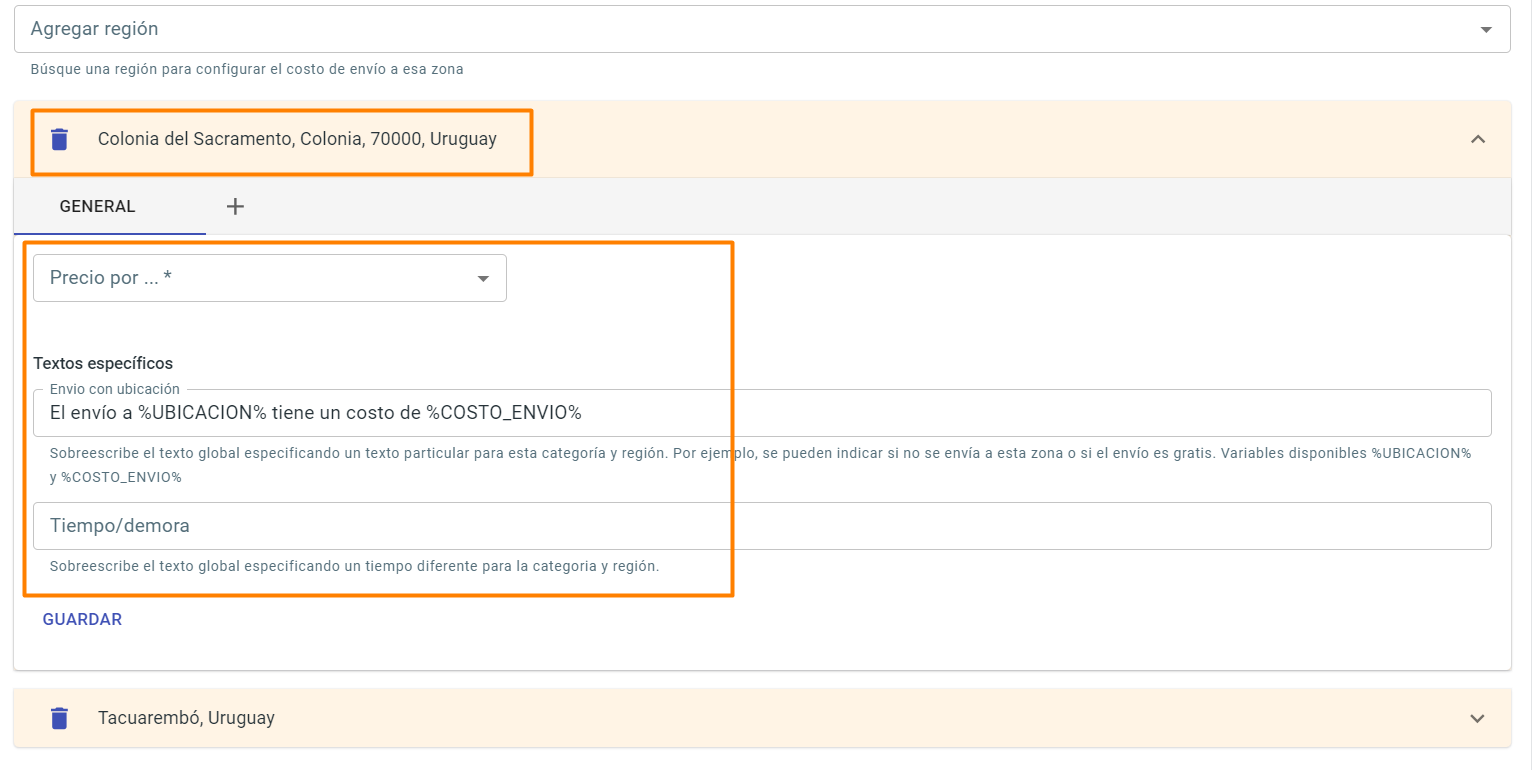 Agregar región
Búsque una región para configurar el costo de envío a esa zona
Colonia del Sacramento, Colonia, 70000, Uruguay
GENERAL +
Precio por ... *
Textos específicos
Envio con ubicación
El envío a %UBICACION% tiene un costo de %COSTO_ENVIO%
Sobreescribe el texto global especificando un texto particular para esta categoría y región. Por ejemplo, se pueden indicar si no se envía a esta zona o si el envío es gratis. Variables disponibles %UBICACION%
y %COSTO_ENVIO%
Tiempo/demora
Sobreescribe el texto global especificando un tiempo diferente para la categoria y región.
GUARDAR
Tacuarembó, Uruguay